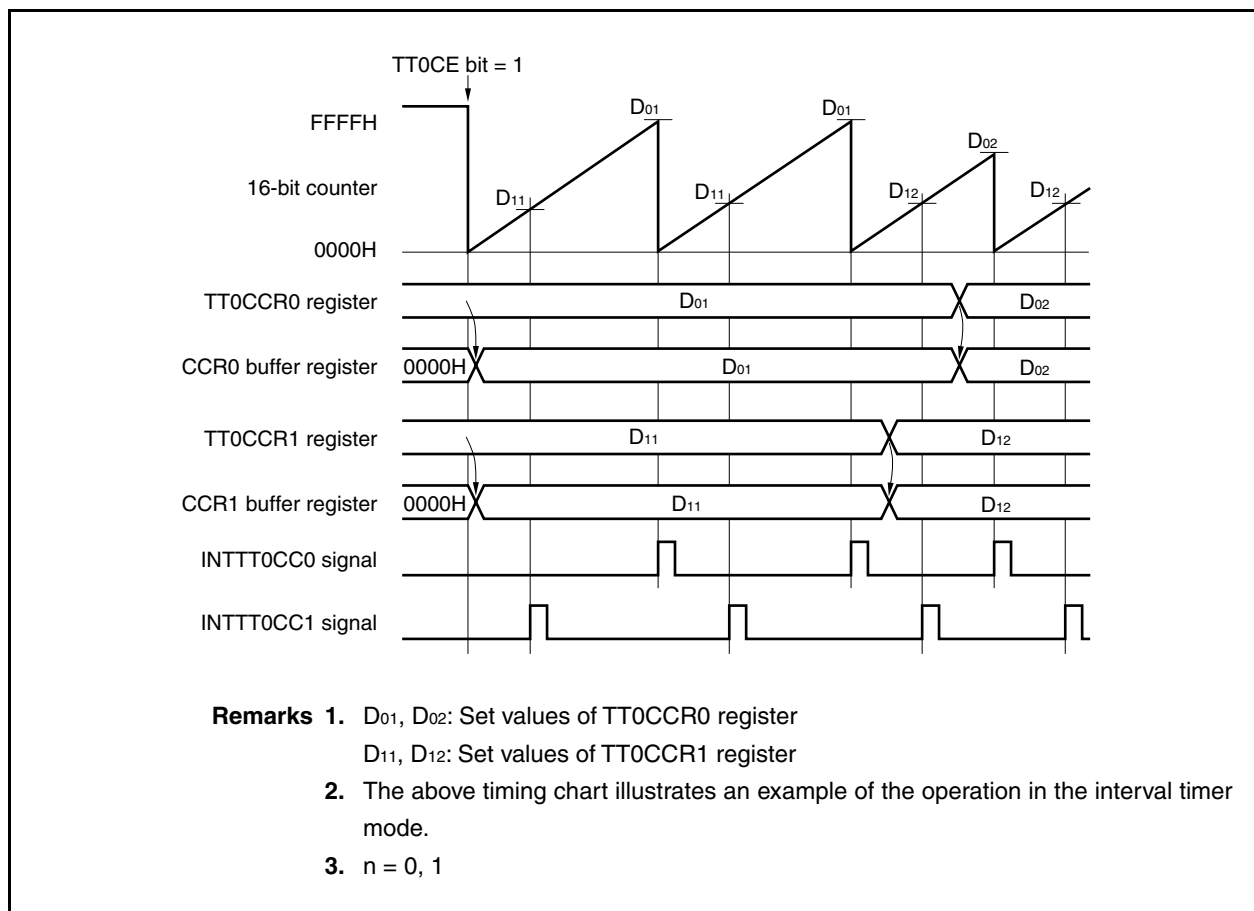 TT0CE bit = 1
D01 D01
FFFFH
D02
16-bit counter
D11 D11 D12 D12
0000H
TT0CCR0 register D01 D02
CCR0 buffer register 0000H D01 D02
TT0CCR1 register D11 D12
CCR1 buffer register 0000H D11 D12
INTTT0CC0 signal
INTTT0CC1 signal
Remarks 1. D01, D02: Set values of TT0CCR0 register
D11, D12: Set values of TT0CCR1 register
2. The above timing chart illustrates an example of the operation in the interval timer
mode.
3. n = 0, 1